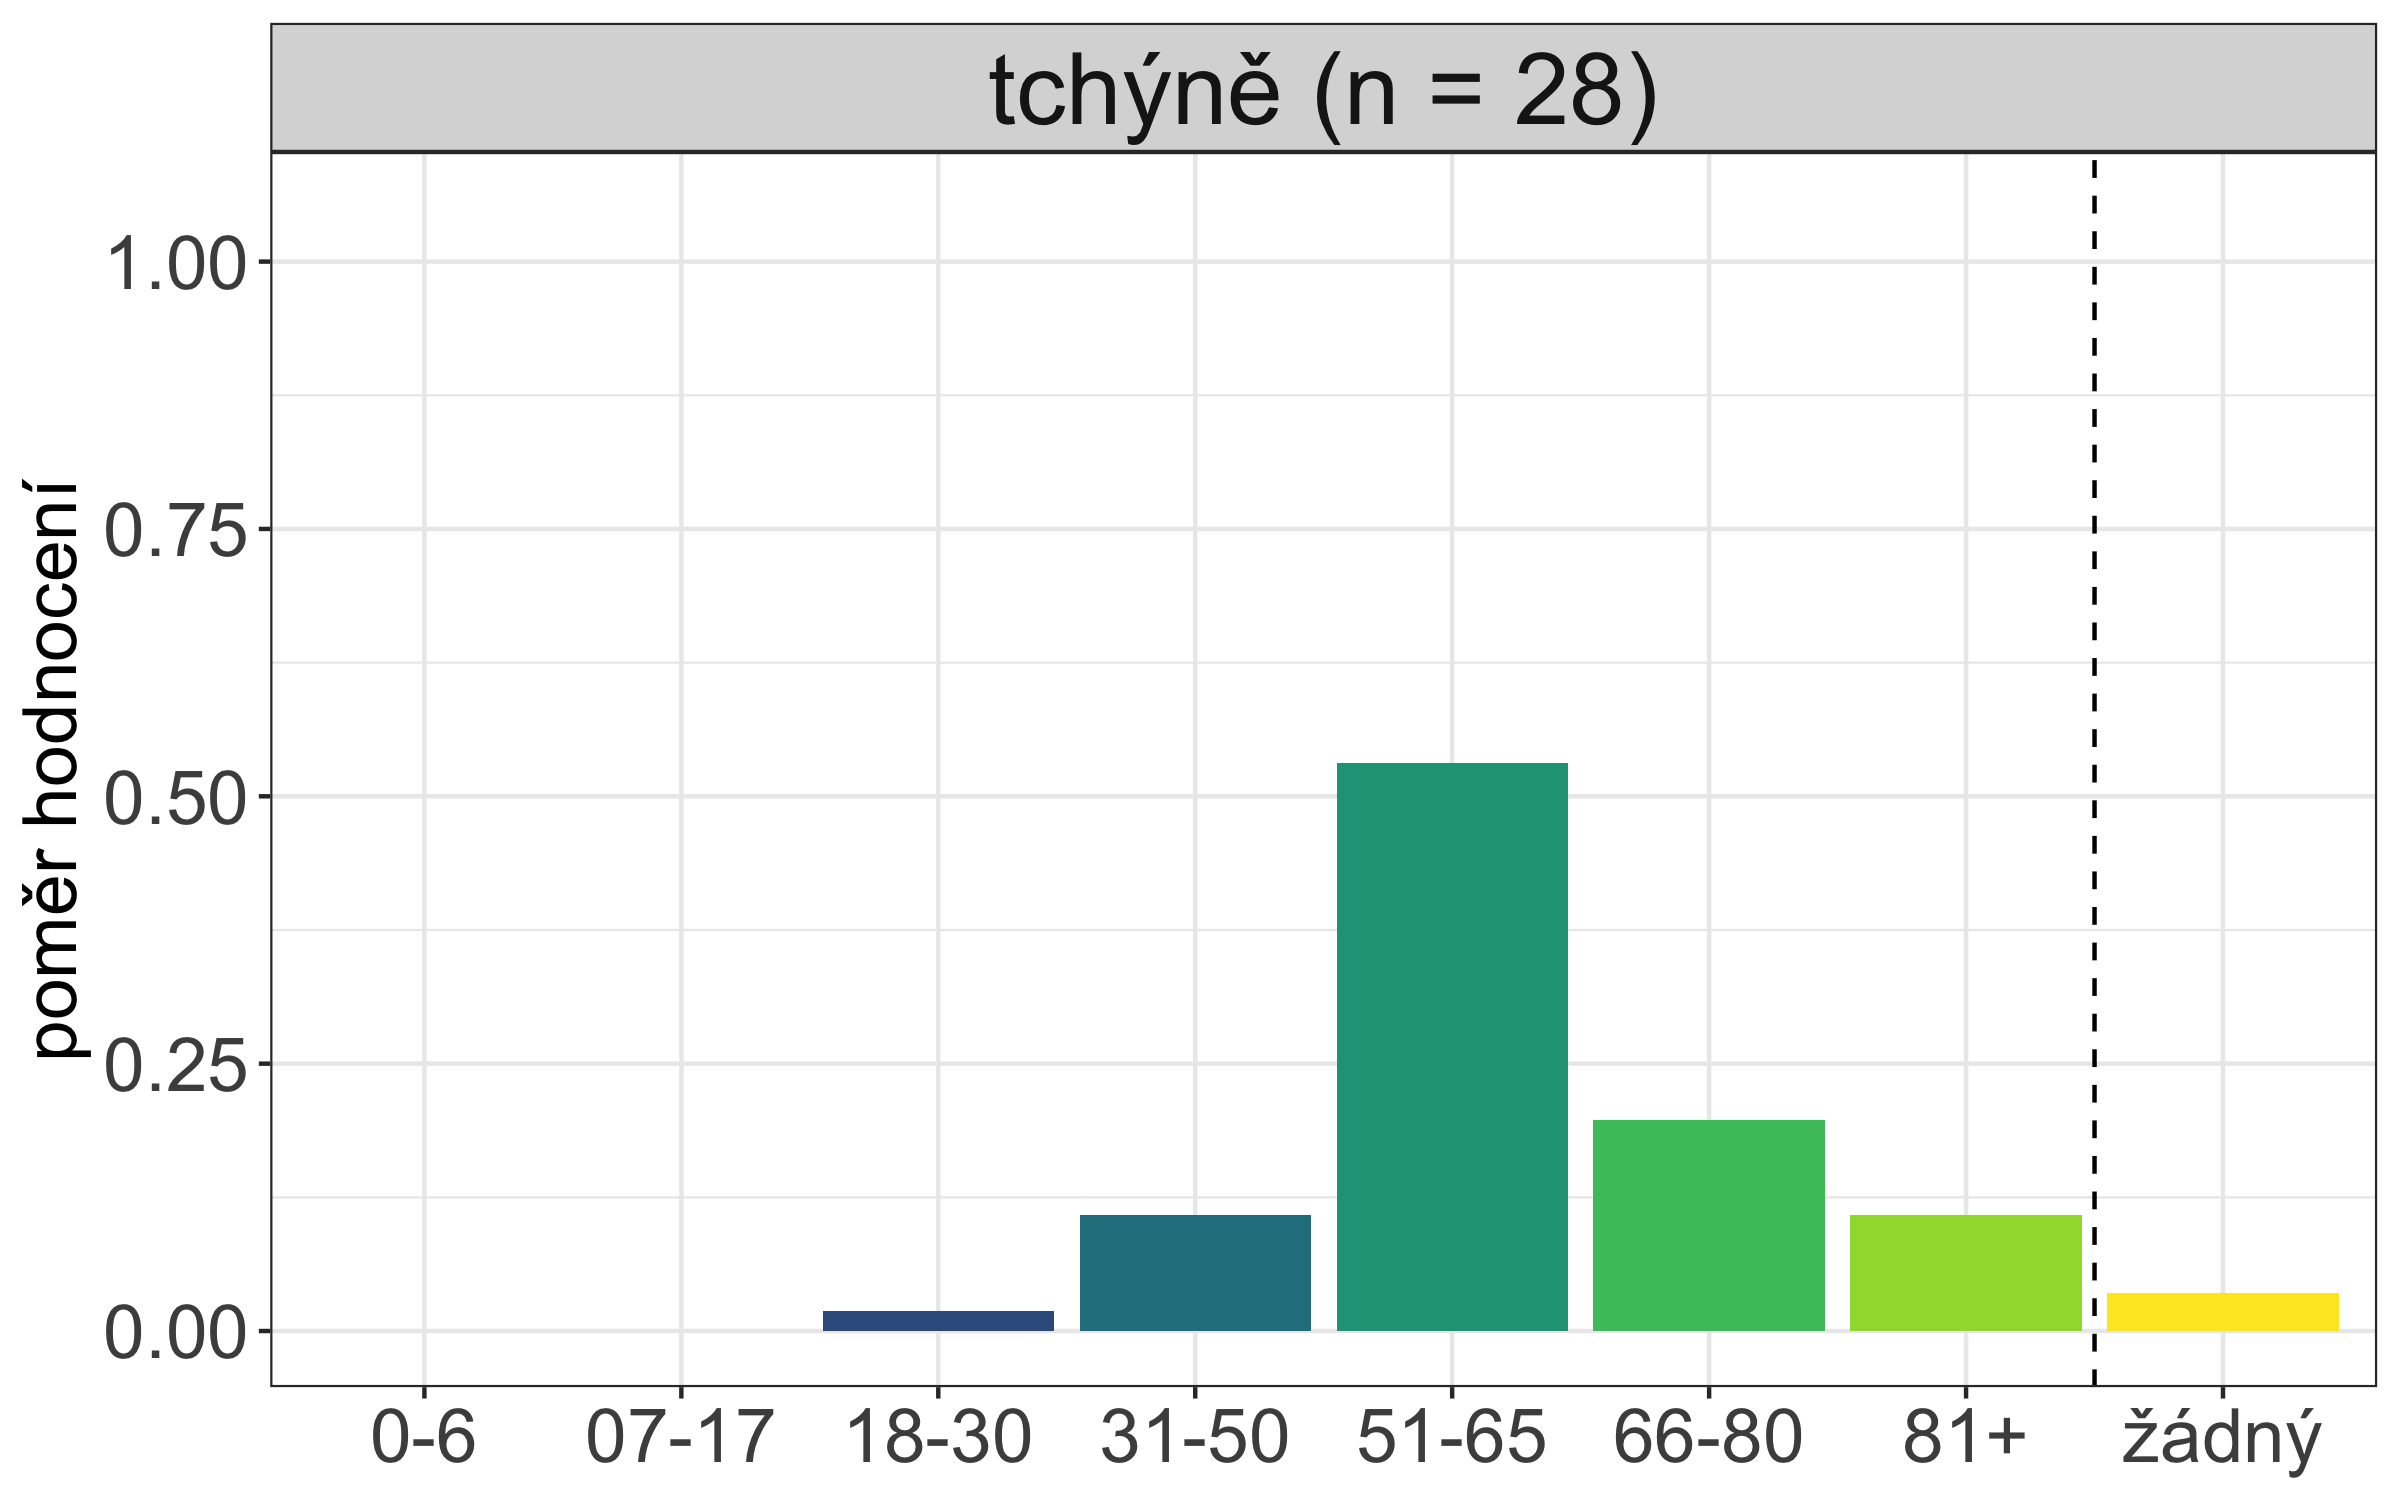 tchýně (n = 28)
poměr hodnocení
1.00
0.75
0.50
0.25
0.00
0-6 07-17 18-30 31-50 51-65 66-80 81+ žádný